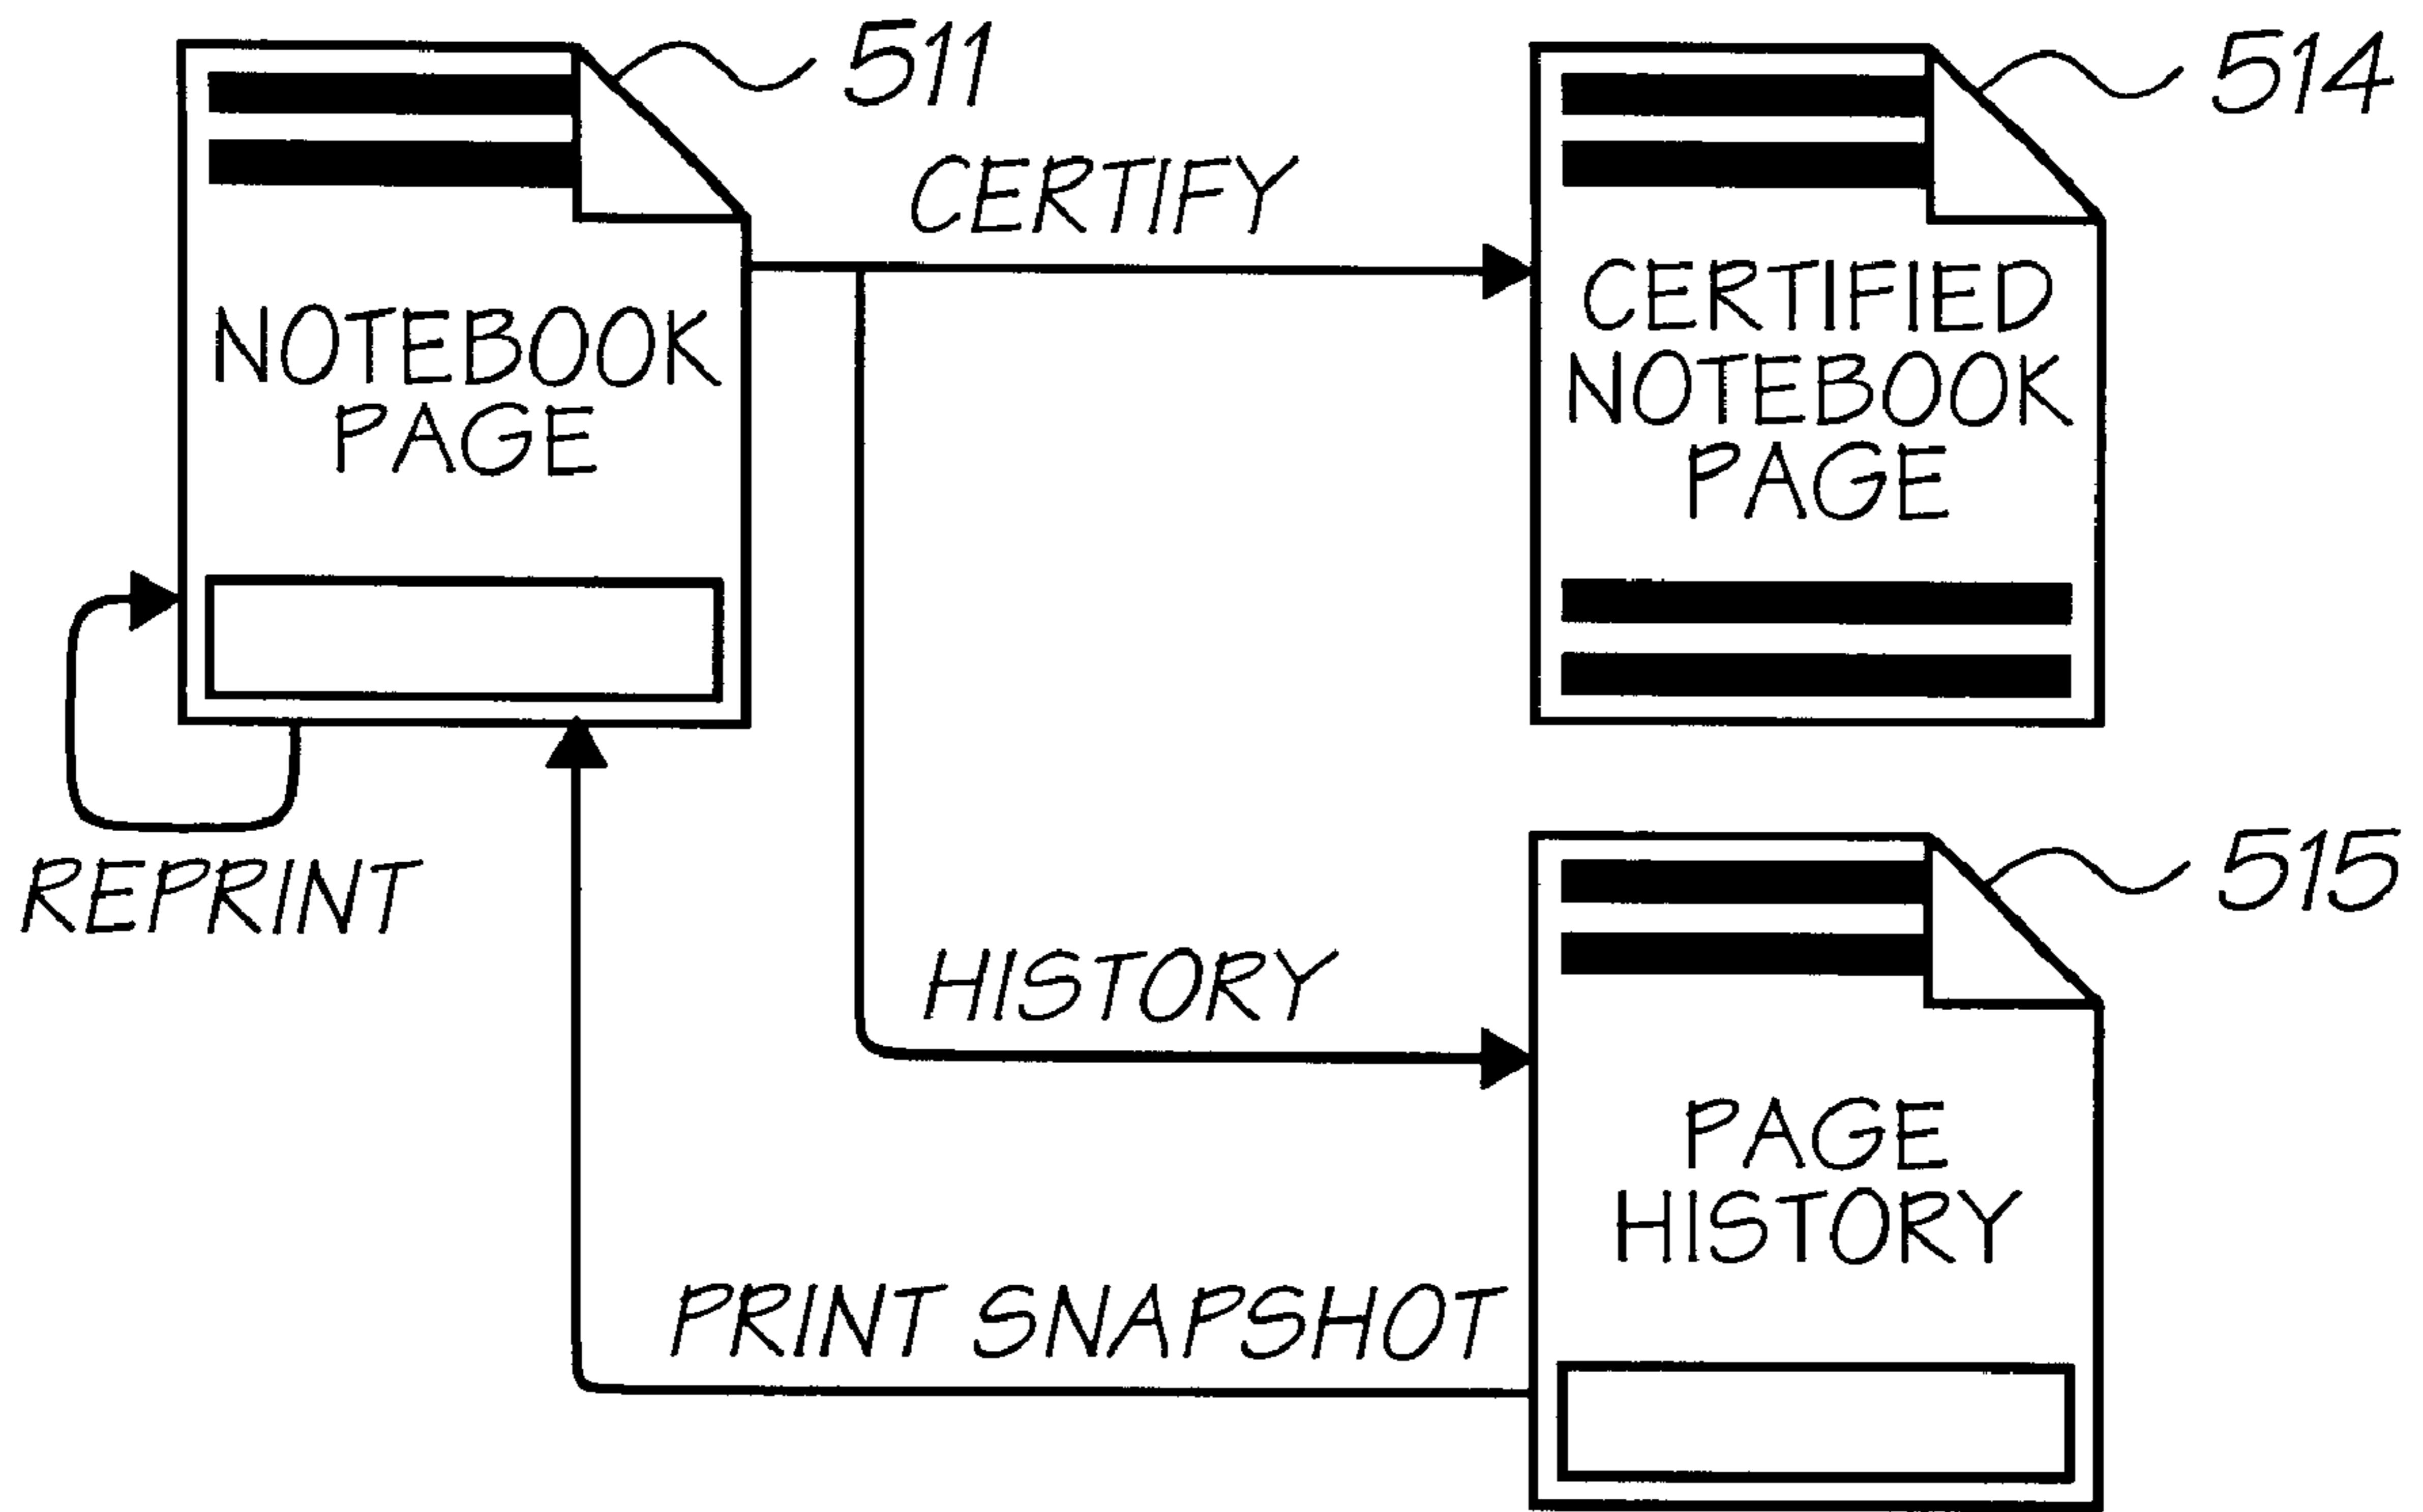 511
514
CERTIFY
NOTEBOOK
PAGE
CERTIFIED
NOTEBOOK
PAGE
REPRINT
515
HISTORY
PAGE
HISTORY
PRINT SNAPSHOT